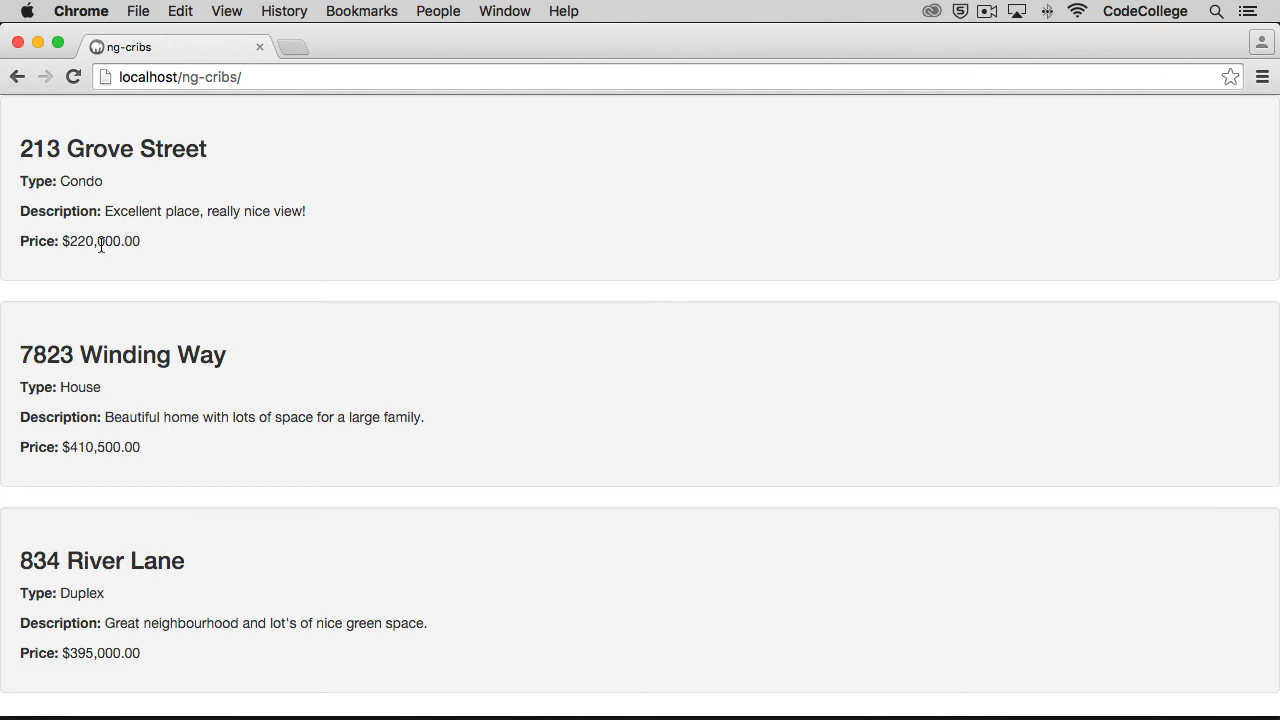 Chrome File Edit View History Bookmarks People Window Help CodeCollege
ng-cribs
localhost/ng-cribs/
213 Grove Street
Type: Condo
Description: Excellent place, really nice view!
Price: $220,000.00
7823 Winding Way
Type: House
Description: Beautiful home with lots of space for a large family.
Price: $410,500.00
834 River Lane
Type: Duplex
Description: Great neighbourhood and lot's of nice green space.
Price: $395,000.00